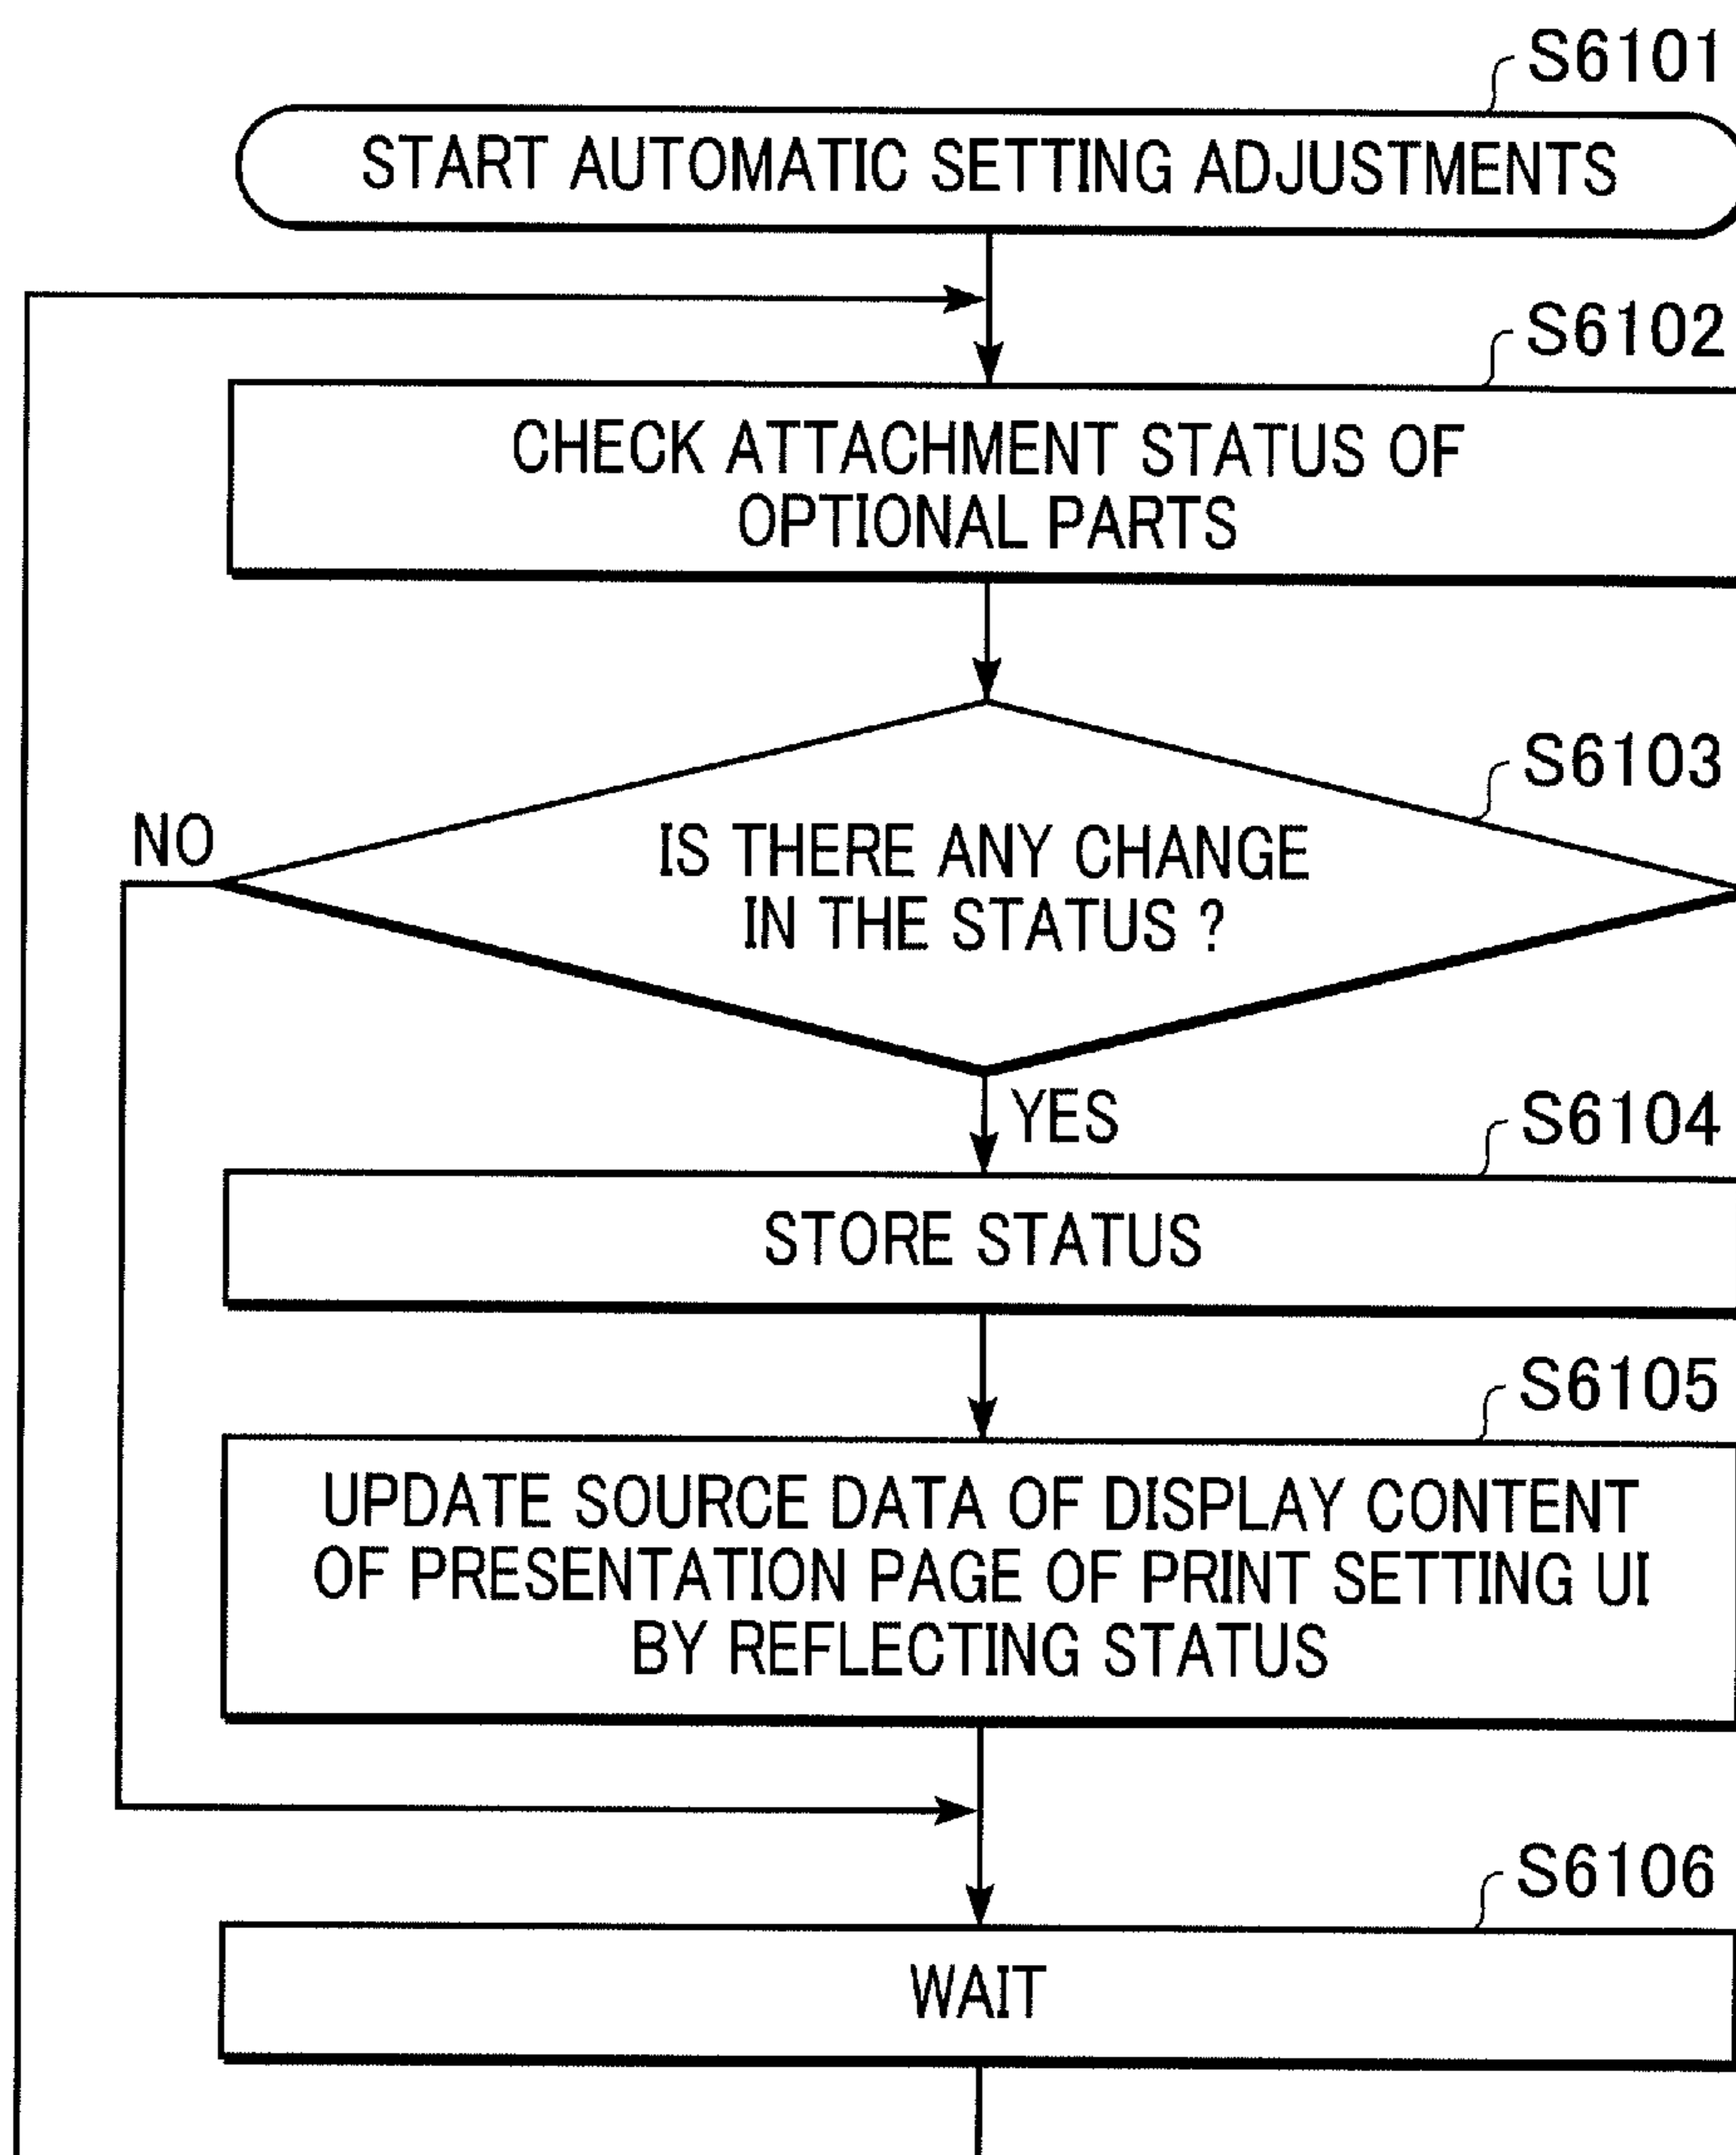 S6101
START AUTOMATIC SETTING ADJUSTMENTS
S6102
CHECK ATTACHMENT STATUS OF
OPTIONAL PARTS
S6103
NO
IS THERE ANY CHANGE
IN THE STATUS ?
YES
S6104
STORE STATUS
S6105
UPDATE SOURCE DATA OF DISPLAY CONTENT
OF PRESENTATION PAGE OF PRINT SETTING UI
BY REFLECTING STATUS
S6106
WAIT